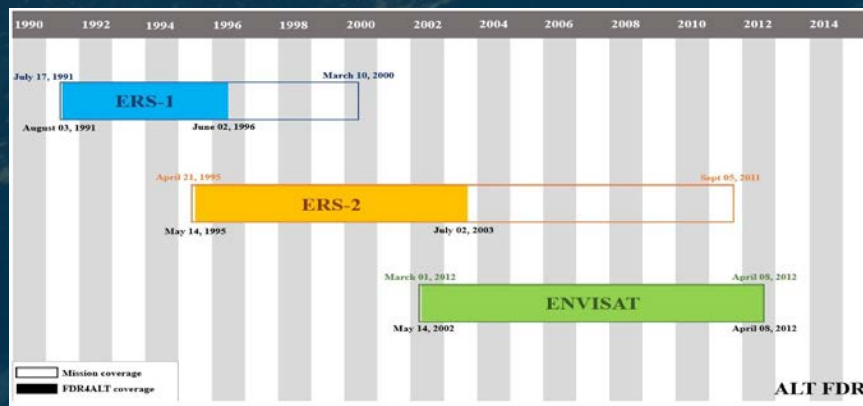 1990 1992 1994 1996 1998 2000 2002 2004 2006 2008 2010 2012 2014
July 17, 1991 March 10, 2000
ERS-1
August 03, 1991 June 02, 1996
April 21, 1995 Sept 05, 2011
ERS-2
May 14, 1995 July 02, 2003
March 01, 2012 April 08, 2012
ENVISAT
May 14, 2002 April 08, 2012
Mission coverage
FDR4ALT coverage
ALT FDR